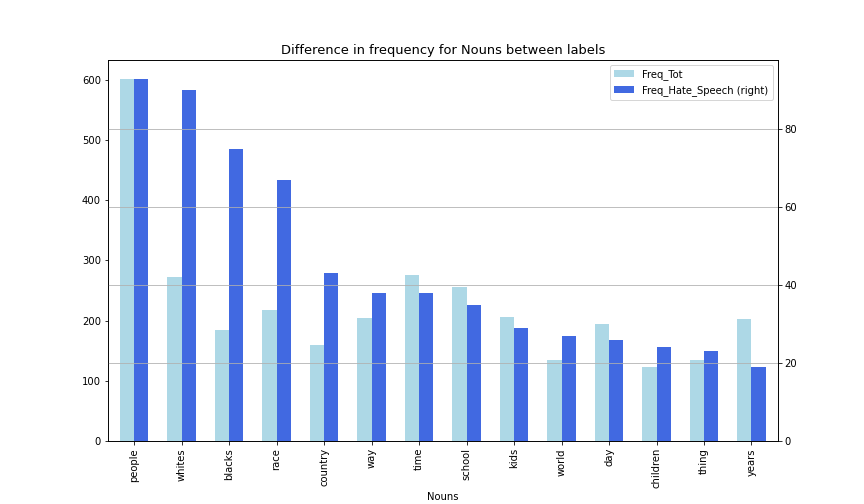 Difference in frequency for Nouns between labels
Freq_Tot
Freq_Hate_Speech (right)
600
500
400
300
200
100
0
80
60
40
20
0
people
whites
blacks
race
country
way
time
school
kids
world
day
children
thing
years
Nouns